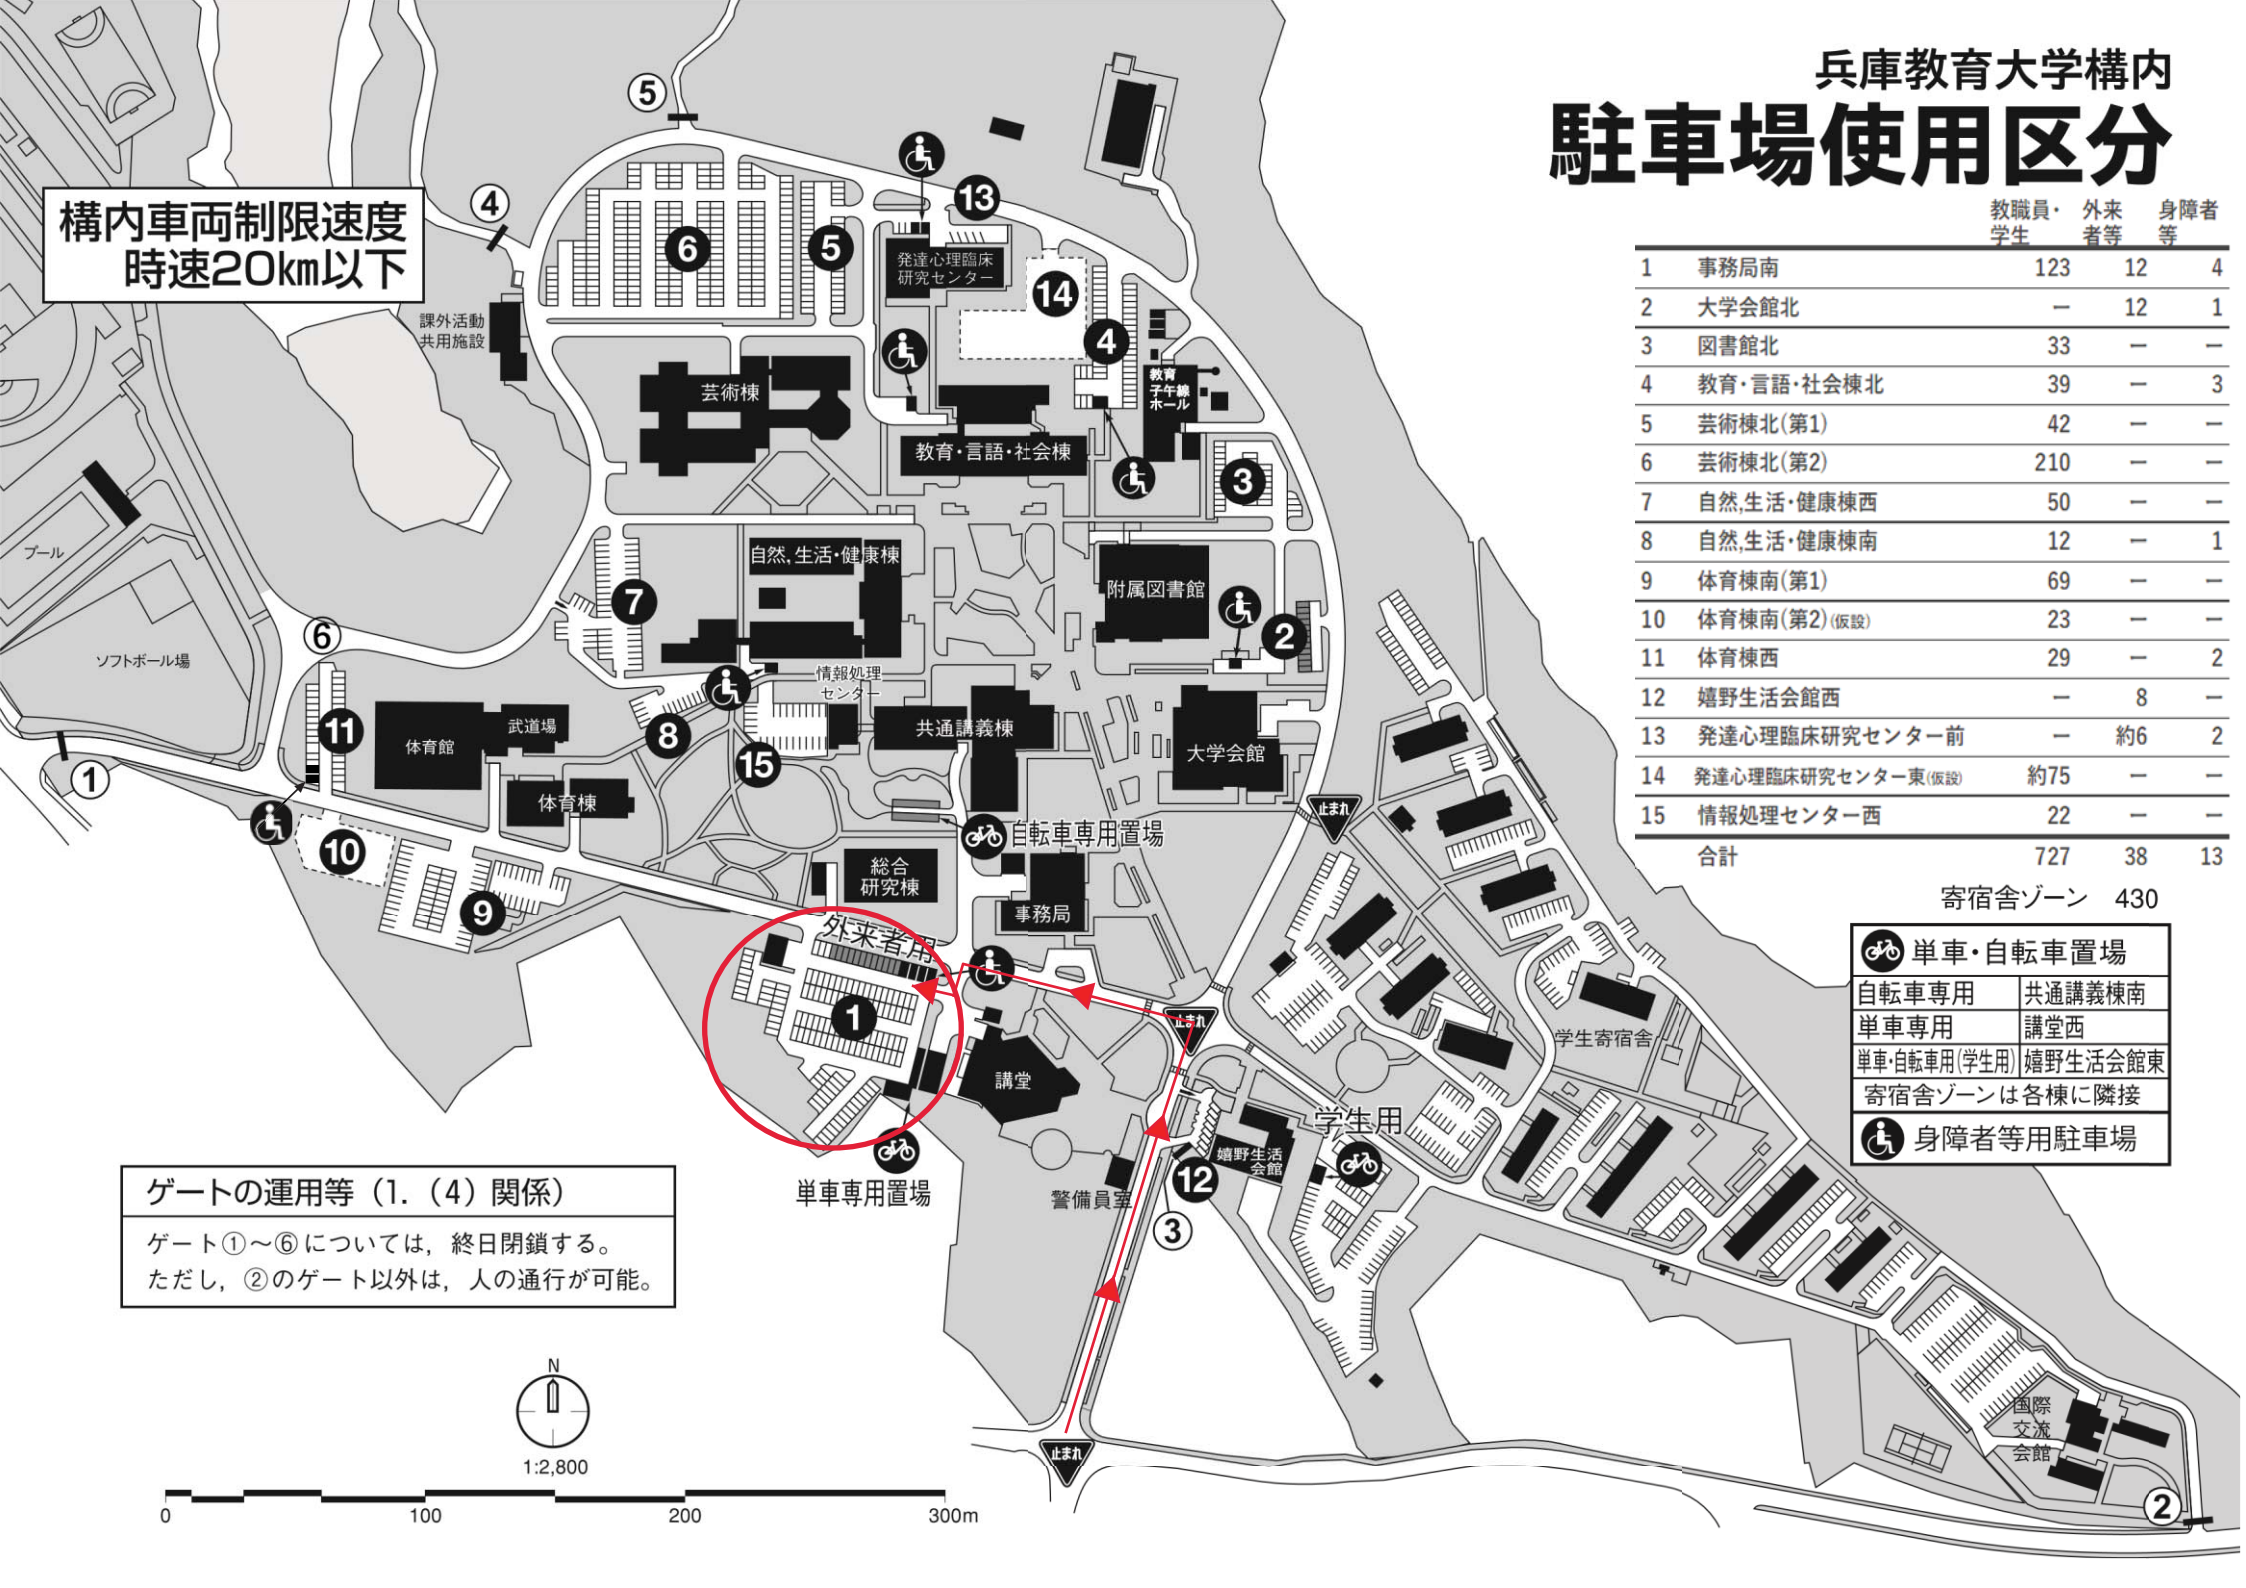 兵庫教育大学構内
駐車場使用区分
教職員・学生 外来者等 身障者等
1 事務局南 123 12 4
2 大学会館北 ー 12 1
3 図書館北 33 ー ー
4 教育・言語・社会棟北 39 ー 3
5 芸術棟北(第1) 42 ー ー
6 芸術棟北(第2) 210 ー ー
7 自然,生活・健康棟西 50 ー ー
8 自然,生活・健康棟南 12 ー 1
9 体育棟南(第1) 69 ー ー
10 体育棟南(第2)(仮設) 23 ー ー
11 体育棟西 29 ー 2
12 嬉野生活会館西 ー 8 ー
13 発達心理臨床研究センター前 ー 約6 2
14 発達心理臨床研究センター東(仮設) 約75 ー ー
15 情報処理センター西 22 ー ー
合計 727 38 13
寄宿舎ゾーン 430
単車・自転車置場
自転車専用 共通講義棟南
単車専用 講堂西
単車・自転車用(学生用) 嬉野生活会館東
寄宿舎ゾーンは各棟に隣接
身障者等用駐車場
構内車両制限速度
時速20km以下
⑤
④
13
6
5
発達心理臨床
研究センター
14
課外活動
共用施設
4
芸術棟
教育
子午線
ホール
教育・言語・社会棟
3
プール
自然,生活・健康棟
附属図書館
7
2
⑥
ソフトボール場
情報処理
センター
11
武道場
体育館
8
共通講義棟
大学会館
15
①
体育棟
止まれ
10
自転車専用置場
総合
研究棟
9
事務局
外来者用
1
止まれ
学生寄宿舎
講堂
学生用
嬉野生活
会館
12
警備員室
単車専用置場
③
止まれ
国際
交流
会館
②
ゲートの運用等（1.（4）関係）
ゲート①～⑥については，終日閉鎖する。
ただし，②のゲート以外は，人の通行が可能。
N
1:2,800
0 100 200 300m